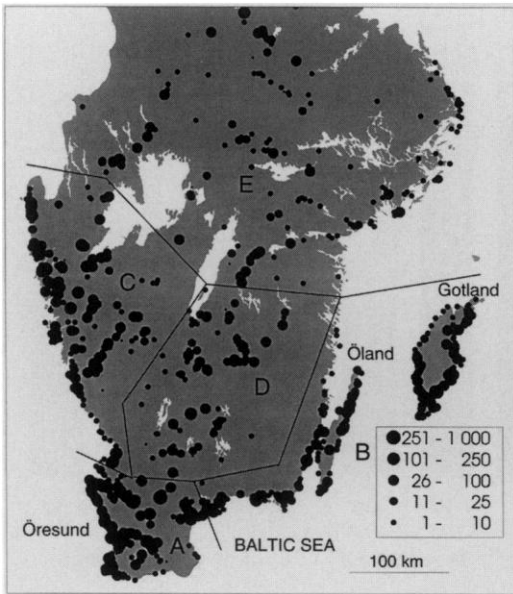 E
C
Gotland
Öland
D
B
251 - 1 000
101 - 250
26 - 100
11 - 25
1 - 10
Öresund
A
BALTIC SEA
100 km